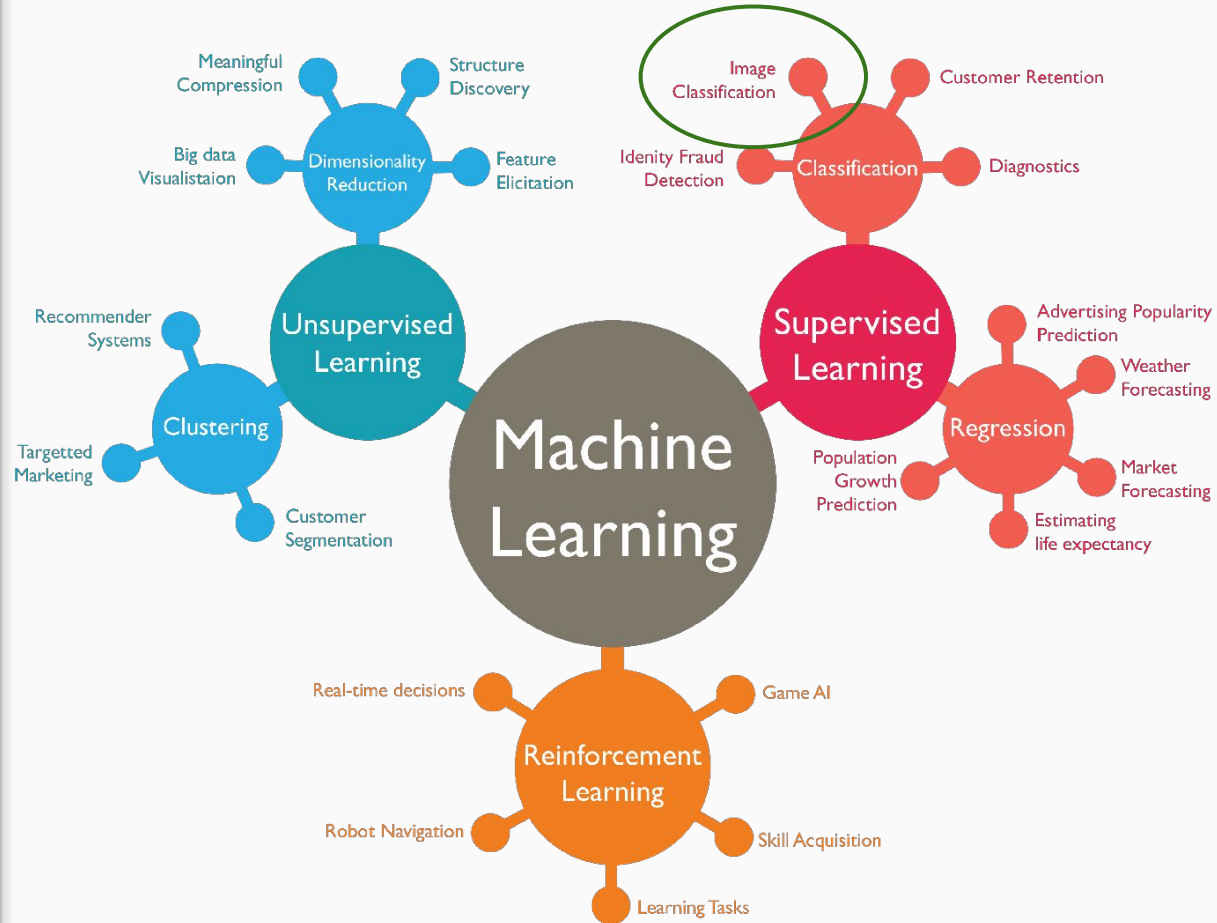 Meaningful
Compression
Structure
Discovery
Big data
Visualistaion
Dimensionality
Reduction
Feature
Elicitation
Unsupervised
Learning
Recommender
Systems
Clustering
Targetted
Marketing
Customer
Segmentation
Machine
Learning
Image
Classification
Customer Retention
Idenity Fraud
Detection
Classification
Diagnostics
Supervised
Learning
Advertising Popularity
Prediction
Weather
Forecasting
Regression
Population
Growth
Prediction
Market
Forecasting
Estimating
life expectancy
Real-time decisions
Game AI
Reinforcement
Learning
Robot Navigation
Skill Acquisition
Learning Tasks